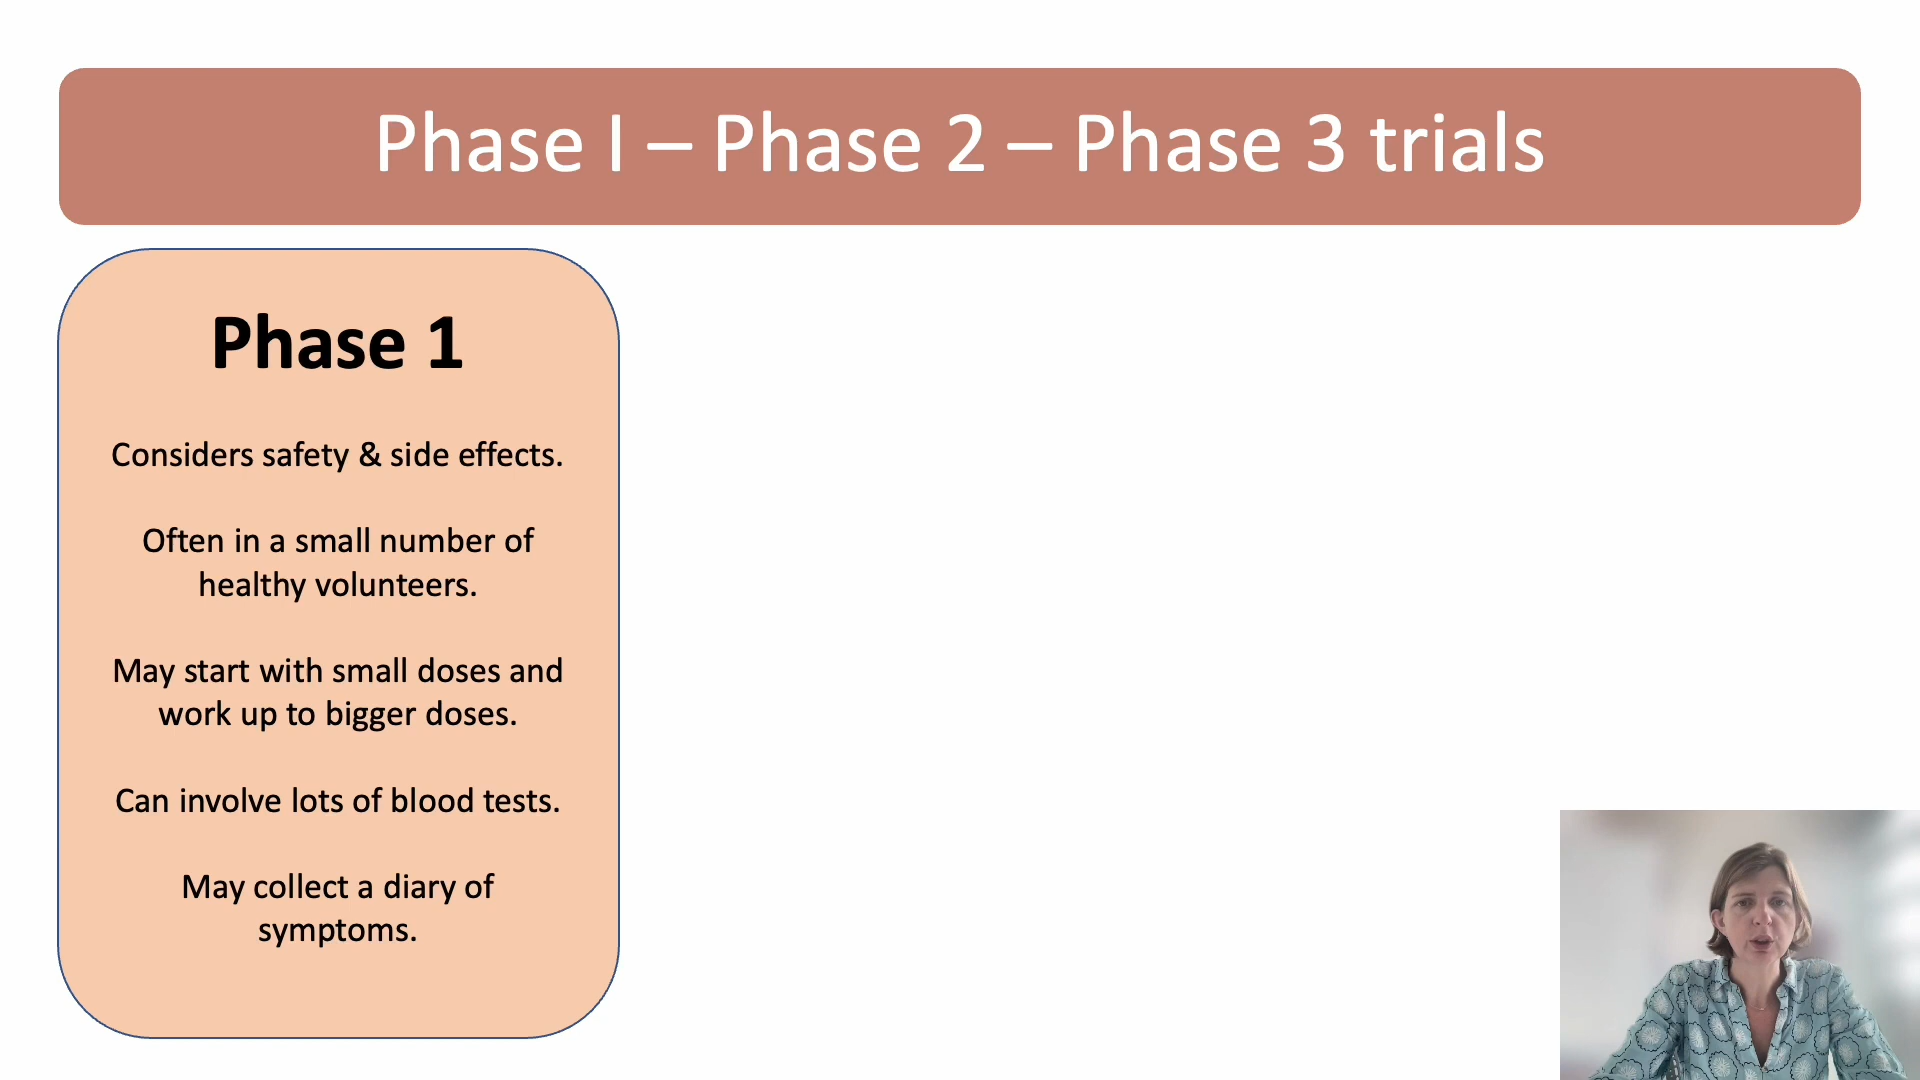 Phase I – Phase 2 – Phase 3 trials
Phase 1
Considers safety & side effects.
Often in a small number of
healthy volunteers.
May start with small doses and
work up to bigger doses.
Can involve lots of blood tests.
May collect a diary of
symptoms.